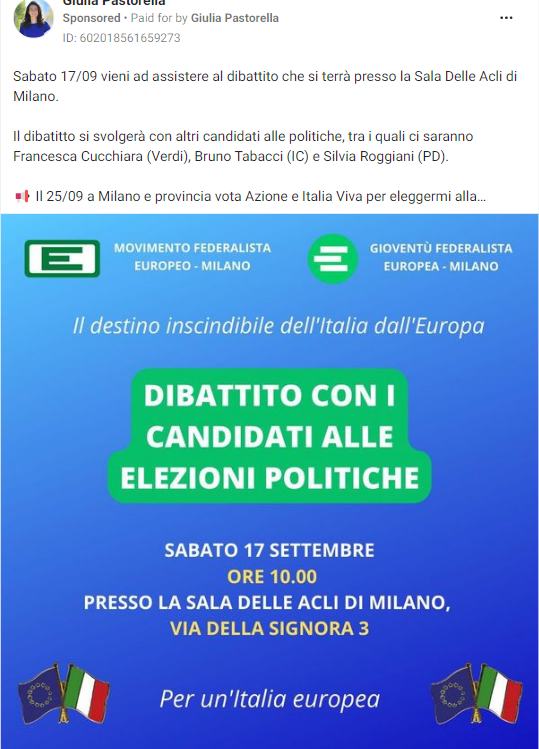 Giulia Pastorella
Sponsored • Paid for by Giulia Pastorella
ID: 602018561659273
Sabato 17/09 vieni ad assistere al dibattito che si terrà presso la Sala Delle Acli di
Milano.
Il dibatitto si svolgerà con altri candidati alle politiche, tra i quali ci saranno
Francesca Cucchiara (Verdi), Bruno Tabacci (IC) e Silvia Roggiani (PD).
📢 Il 25/09 a Milano e provincia vota Azione e Italia Viva per eleggermi alla...
E MOVIMENTO FEDERALISTA
EUROPEO - MILANO
GIOVENTÙ FEDERALISTA
EUROPEA - MILANO
Il destino inscindibile dell'Italia dall'Europa
DIBATTITO CON I
CANDIDATI ALLE
ELEZIONI POLITICHE
SABATO 17 SETTEMBRE
ORE 10.00
PRESSO LA SALA DELLE ACLI DI MILANO,
VIA DELLA SIGNORA 3
Per un'Italia europea